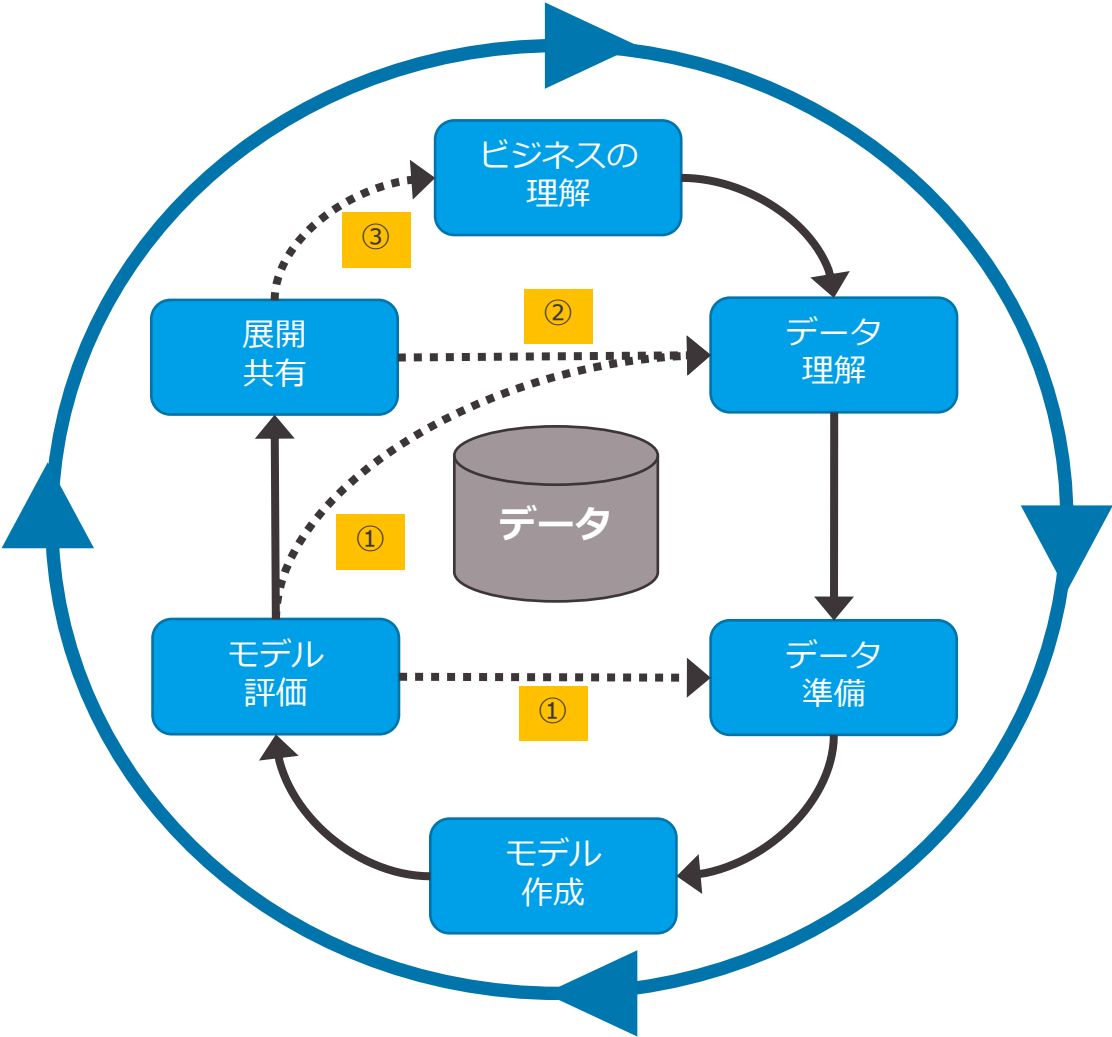 ビジネスの
理解
③
②
展開
共有
データ
理解
データ
①
モデル
評価
データ
準備
①
モデル
作成